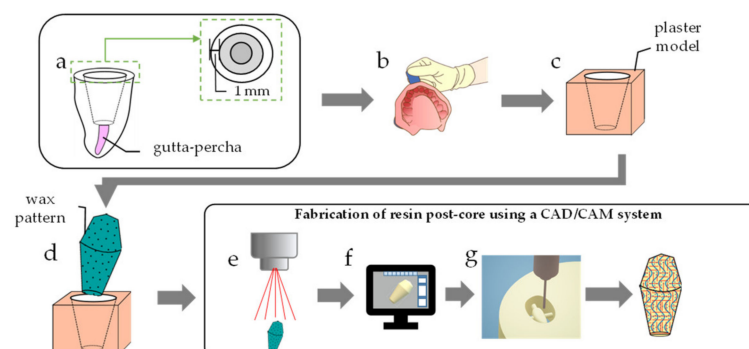 a
1 mm
gutta-percha
b
c
plaster
model
wax
pattern
d
Fabrication of resin post-core using a CAD/CAM system
e
f
g